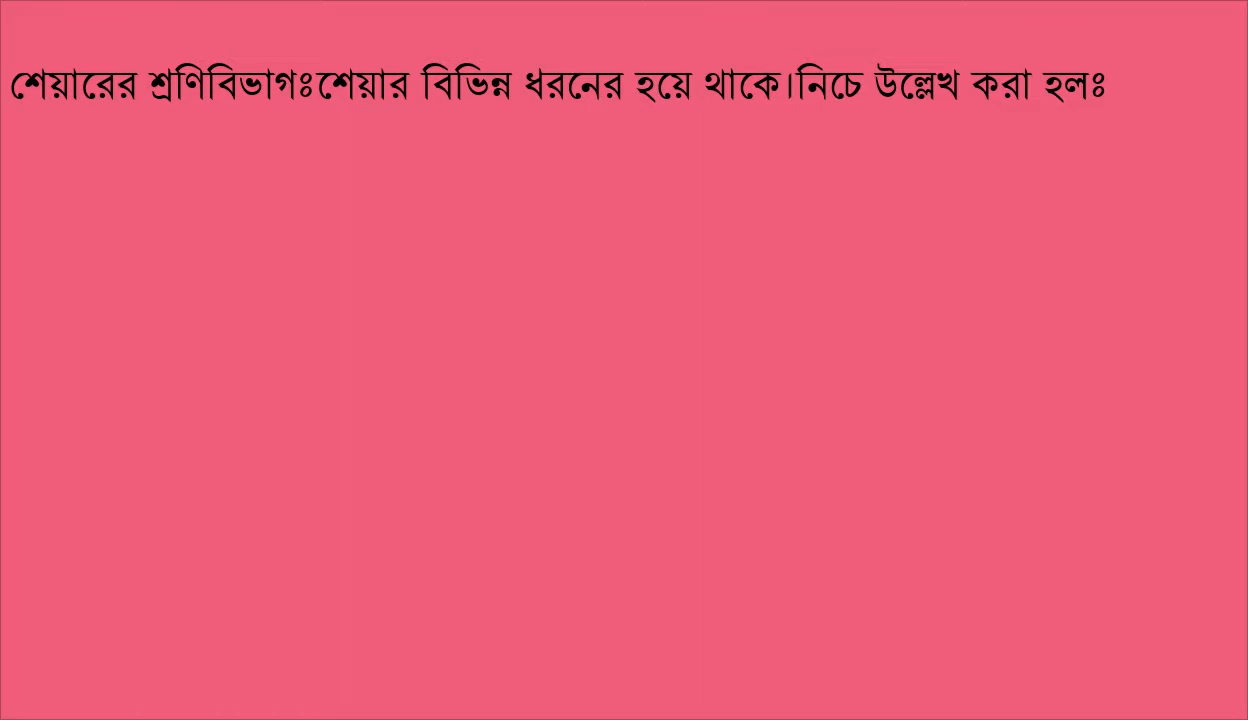 শেয়ারের শ্রণিবিভাগঃশেয়ার বিভিন্ন ধরনের হয়ে থাকে।নিচে উল্লেখ করা হলঃ